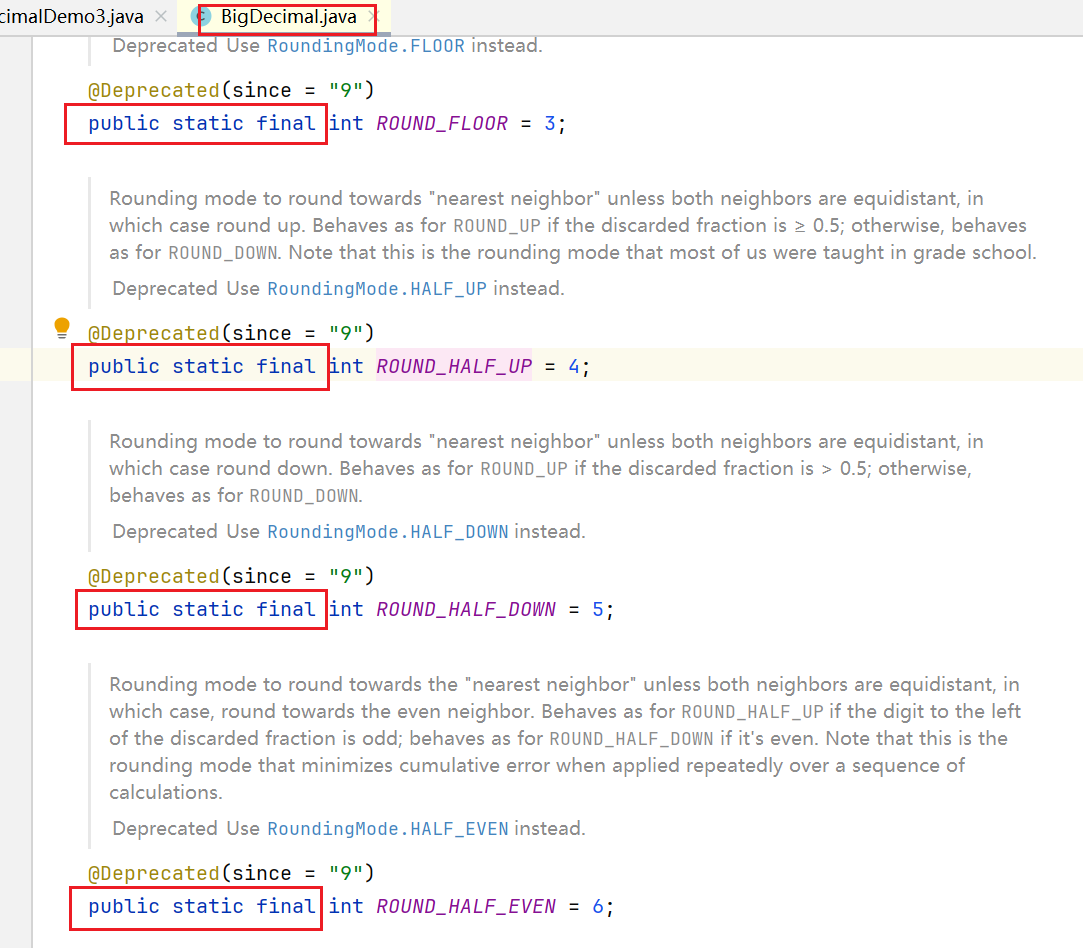 cimalDemo3.java
BigDecimal.java
Deprecated Use RoundingMode.FLOOR instead.
@Deprecated(since = "9")
public static final int ROUND_FLOOR = 3;
Rounding mode to round towards "nearest neighbor" unless both neighbors are equidistant, in
which case round up. Behaves as for ROUND_UP if the discarded fraction is ≥ 0.5; otherwise, behaves
as for ROUND_DOWN. Note that this is the rounding mode that most of us were taught in grade school.
Deprecated Use RoundingMode.HALF_UP instead.
@Deprecated(since = "9")
public static final int ROUND_HALF_UP = 4;
Rounding mode to round towards "nearest neighbor" unless both neighbors are equidistant, in
which case round down. Behaves as for ROUND_UP if the discarded fraction is > 0.5; otherwise,
behaves as for ROUND_DOWN.
Deprecated Use RoundingMode.HALF_DOWN instead.
@Deprecated(since = "9")
public static final int ROUND_HALF_DOWN = 5;
Rounding mode to round towards the "nearest neighbor" unless both neighbors are equidistant, in
which case, round towards the even neighbor. Behaves as for ROUND_HALF_UP if the digit to the left
of the discarded fraction is odd; behaves as for ROUND_HALF_DOWN if it's even. Note that this is the
rounding mode that minimizes cumulative error when applied repeatedly over a sequence of
calculations.
Deprecated Use RoundingMode.HALF_EVEN instead.
@Deprecated(since = "9")
public static final int ROUND_HALF_EVEN = 6;